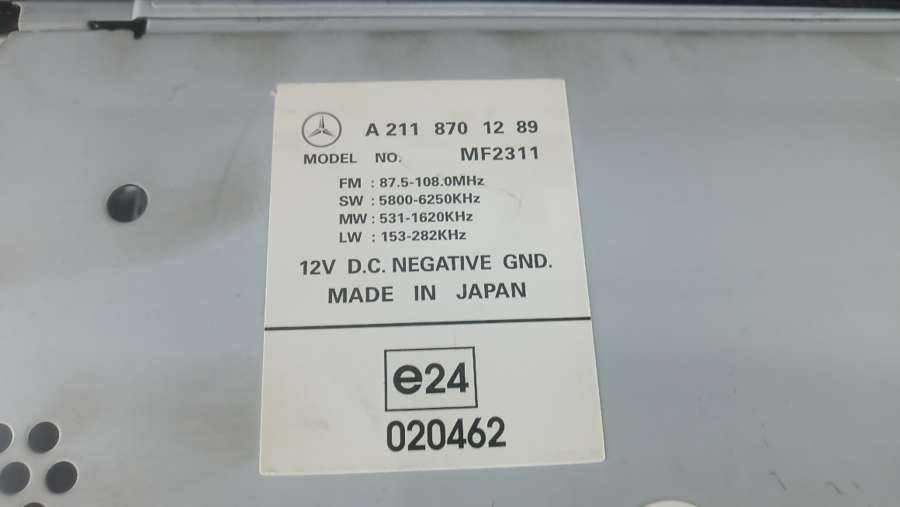 A 211 870 12 89
MODEL NO. MF2311
FM : 87.5-108.0MHz
SW : 5800-6250KHz
MW : 531-1620KHz
LW : 153-282KHz
12V D.C. NEGATIVE GND.
MADE IN JAPAN
e24
020462